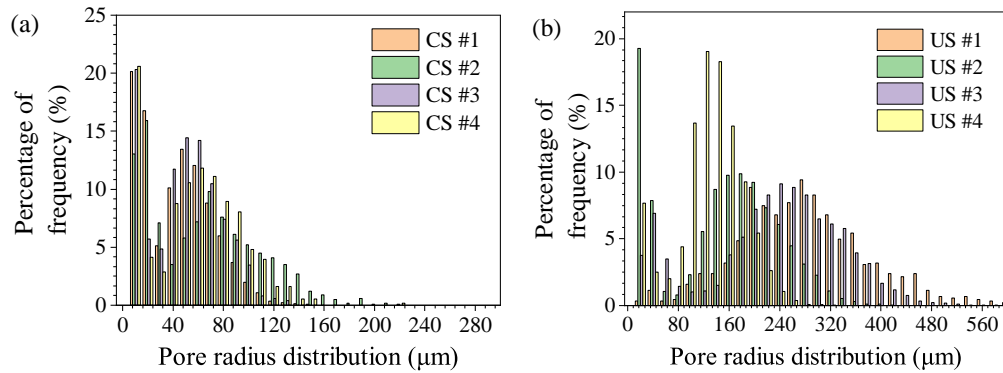 (a)
25
20
15
10
5
0
Percentage of
frequency (%)
CS #1
CS #2
CS #3
CS #4
0 40 80 120 160 200 240 280
Pore radius distribution (μm)
(b)
20
15
10
5
0
Percentage of
frequency (%)
US #1
US #2
US #3
US #4
0 80 160 240 320 400 480 560
Pore radius distribution (μm)